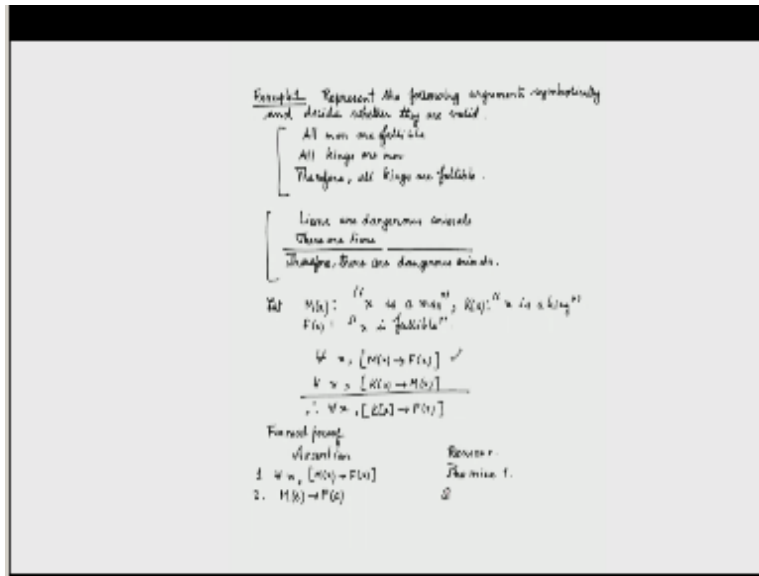 Example 1. Represent the following arguments symbolically
and decide whether they are valid.
All men are fallible
All kings are men
Therefore, all kings are fallible.
Lions are dangerous animals
There are lions
Therefore, there are dangerous animals.
Let M(x): "x is a man", K(x): "x is a king"
F(x): "x is fallible".
∀ x, [M(x) → F(x)] ✓
∀ x, [K(x) → M(x)]
∴ ∀x, [K(x) → F(x)]
Formal proof
Assertion Reasons.
1. ∀ x, [M(x) → F(x)] Premise 1.
2. M(a) → F(a)